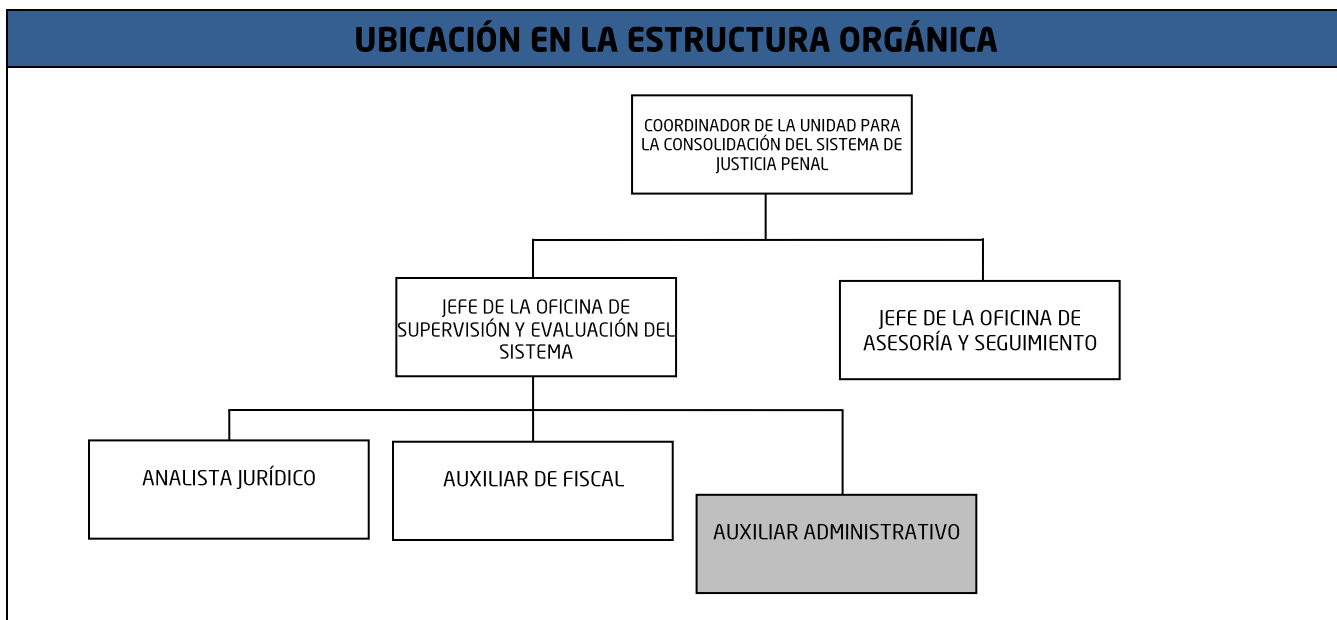 UBICACIÓN EN LA ESTRUCTURA ORGÁNICA
COORDINADOR DE LA UNIDAD PARA
LA CONSOLIDACIÓN DEL SISTEMA DE
JUSTICIA PENAL
JEFE DE LA OFICINA DE
SUPERVISIÓN Y EVALUACIÓN DEL
SISTEMA
JEFE DE LA OFICINA DE
ASESORÍA Y SEGUIMIENTO
ANALISTA JURÍDICO
AUXILIAR DE FISCAL
AUXILIAR ADMINISTRATIVO